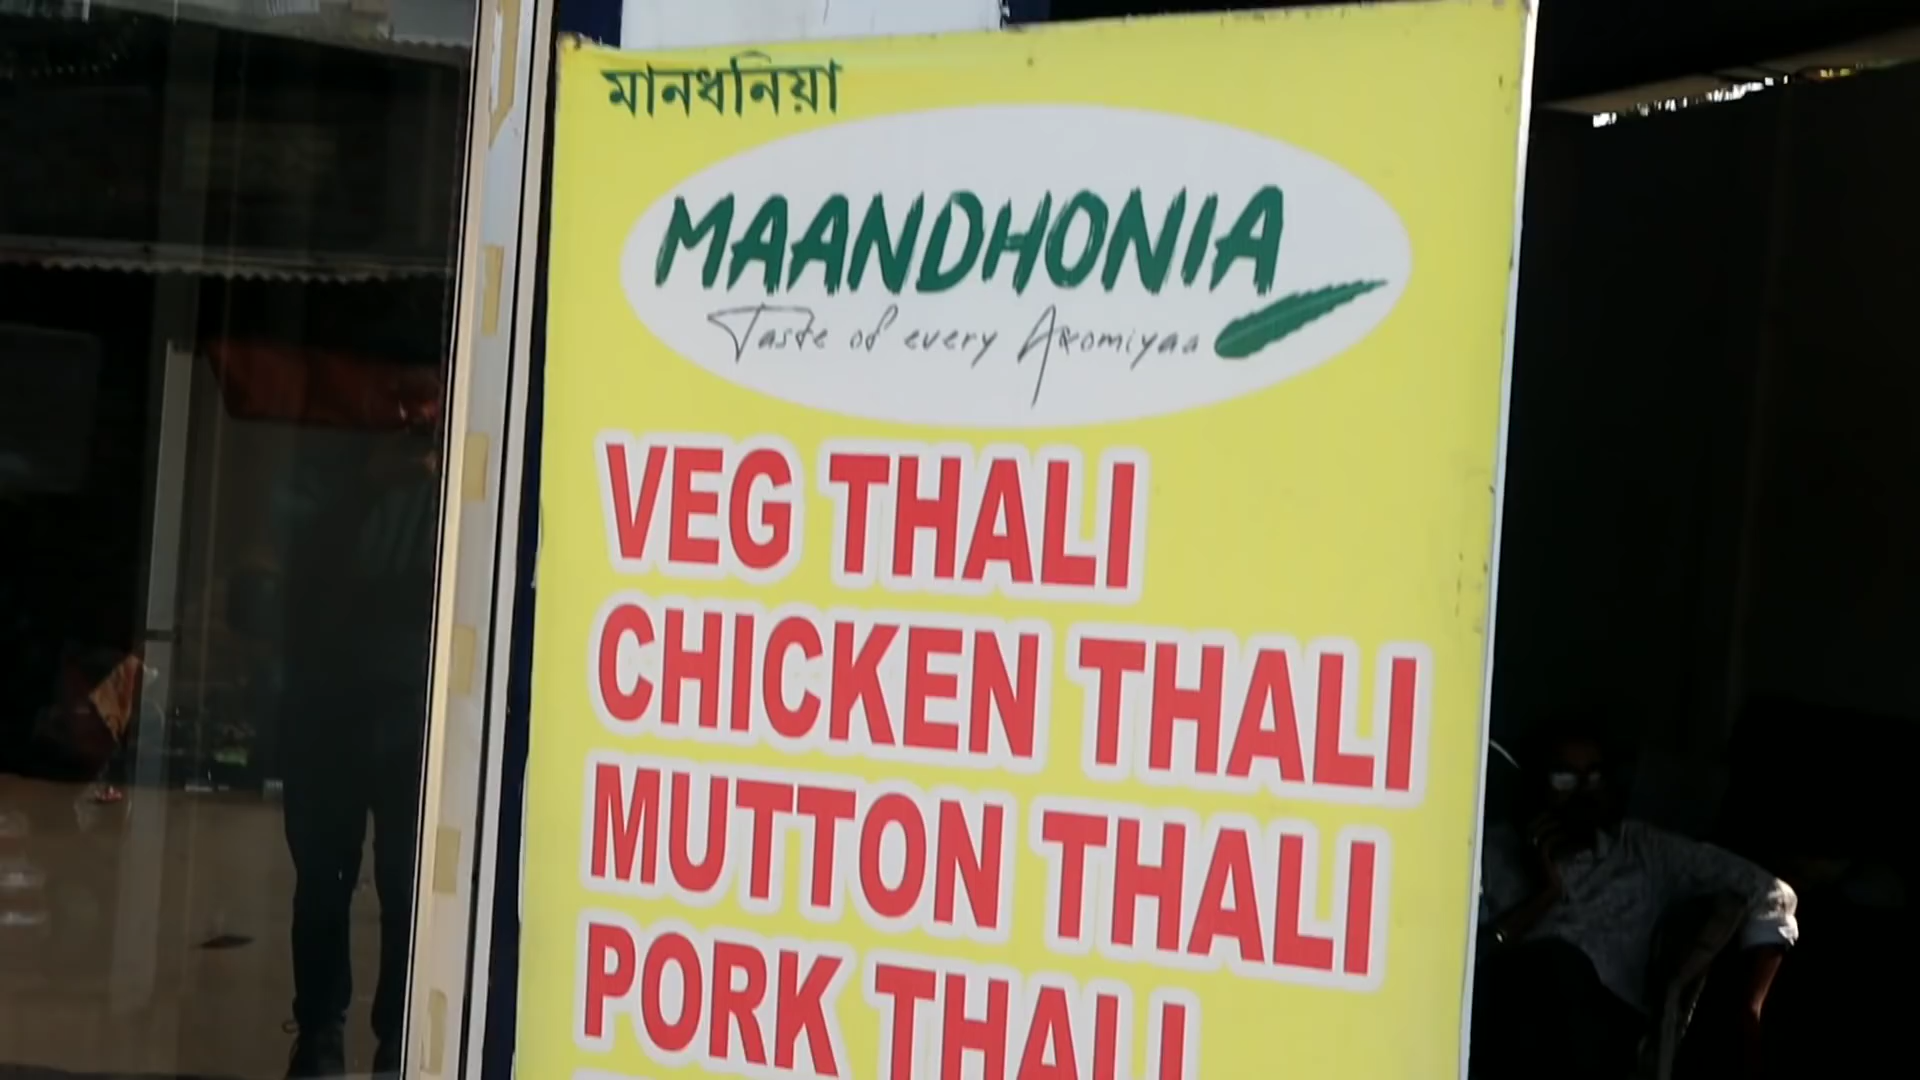 মানধনিয়া
MAANDHONIA
Taste of every Axomiyaa
VEG THALI
CHICKEN THALI
MUTTON THALI
PORK THALI